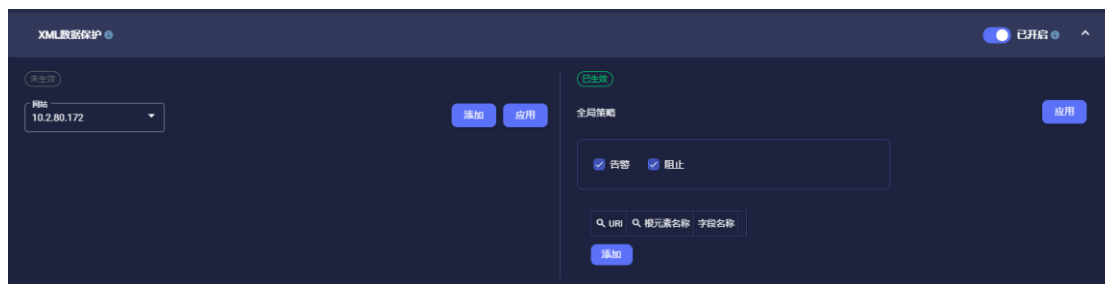 XML数据保护
已开启
未生效
网站
10.2.80.172
添加 应用
已生效
全局策略
应用
告警 阻止
URI 根元素名称 字段名称
添加